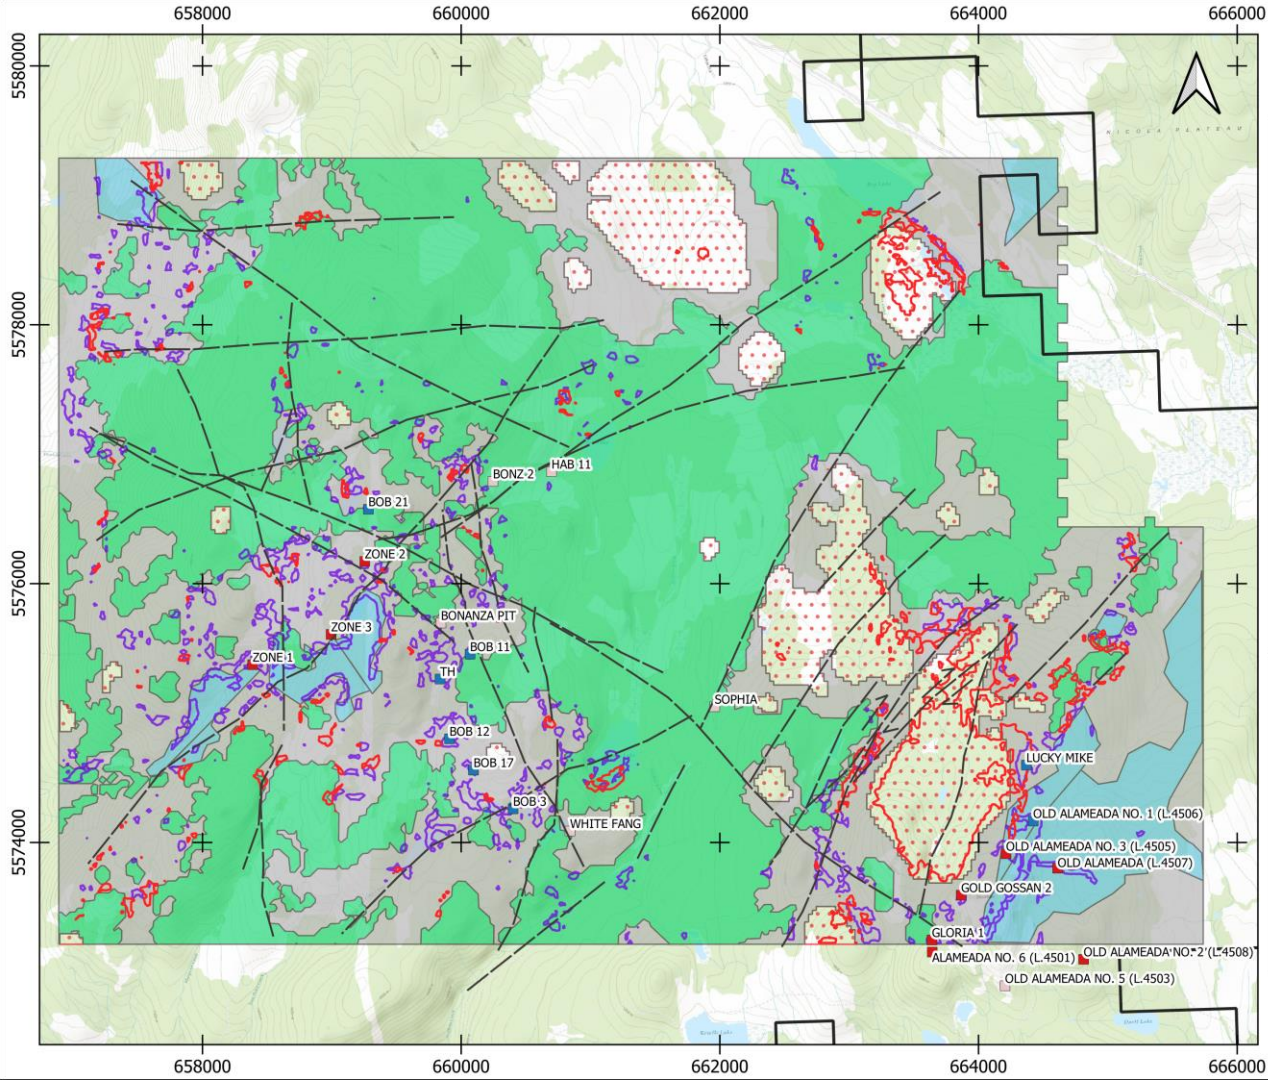 658000 660000 662000 664000 666000
5580000
NICOLA PLATEAU
5578000
HAB 11
BONZ 2
BOB 21
ZONE 2
5576000
BONANZA PIT
ZONE 3
BOB 11
ZONE 1
TH
SOPHIA
BOB 12
LUCKY MIKE
BOB 17
BOB 3
OLD ALAMEADA NO. 1 (L.4506)
WHITE FANG
5574000
OLD ALAMEADA NO. 3 (L.4505)
OLD ALAMEADA (L.4507)
GOLD GOSSAN 2
GLORIA 1
OLD ALAMEADA NO. 2 (L.4508)
ALAMEADA NO. 6 (L.4501)
OLD ALAMEADA NO. 5 (L.4503)
658000 660000 662000 664000 666000